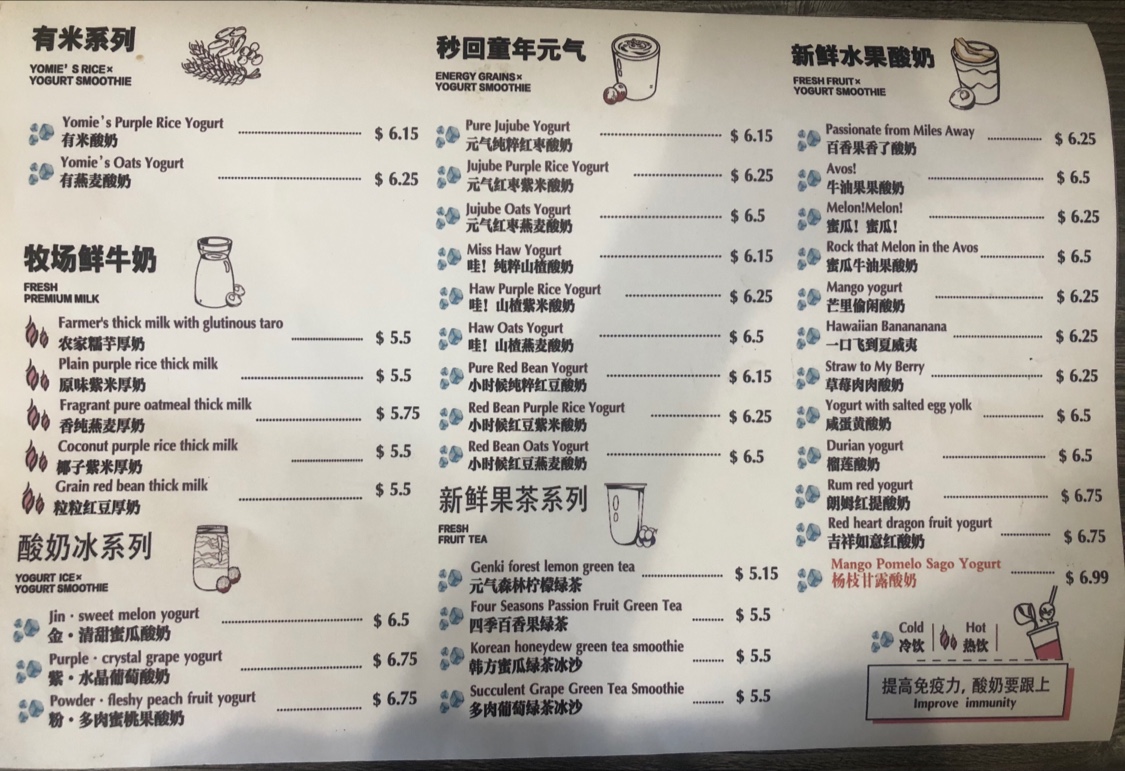 有米系列
YOMIE'S RICE×
YOGURT SMOOTHIE
Yomie's Purple Rice Yogurt
有米酸奶
$ 6.15
Yomie's Oats Yogurt
有燕麦酸奶
$ 6.25
牧场鲜牛奶
FRESH
PREMIUM MILK
Farmer's thick milk with glutinous taro
农家糯芋厚奶
$ 5.5
Plain purple rice thick milk
原味紫米厚奶
$ 5.5
Fragrant pure oatmeal thick milk
香纯燕麦厚奶
$ 5.75
Coconut purple rice thick milk
椰子紫米厚奶
$ 5.5
Grain red bean thick milk
粒粒红豆厚奶
$ 5.5
酸奶冰系列
YOGURT ICE×
YOGURT SMOOTHIE
Jin · sweet melon yogurt
金·清甜蜜瓜酸奶
$ 6.5
Purple · crystal grape yogurt
紫·水晶葡萄酸奶
$ 6.75
Powder · fleshy peach fruit yogurt
粉·多肉蜜桃果酸奶
$ 6.75
秒回童年元气
ENERGY GRAINS×
YOGURT SMOOTHIE
Pure Jujube Yogurt
元气纯粹红枣酸奶
$ 6.15
Jujube Purple Rice Yogurt
元气红枣紫米酸奶
$ 6.25
Jujube Oats Yogurt
元气红枣燕麦酸奶
$ 6.5
Miss Haw Yogurt
哇！纯粹山楂酸奶
$ 6.15
Haw Purple Rice Yogurt
哇！山楂紫米酸奶
$ 6.25
Haw Oats Yogurt
哇！山楂燕麦酸奶
$ 6.5
Pure Red Bean Yogurt
小时候纯粹红豆酸奶
$ 6.15
Red Bean Purple Rice Yogurt
小时候红豆紫米酸奶
$ 6.25
Red Bean Oats Yogurt
小时候红豆燕麦酸奶
$ 6.5
新鲜果茶系列
FRESH
FRUIT TEA
Genki forest lemon green tea
元气森林柠檬绿茶
$ 5.15
Four Seasons Passion Fruit Green Tea
四季百香果绿茶
$ 5.5
Korean honeydew green tea smoothie
韩方蜜瓜绿茶冰沙
$ 5.5
Succulent Grape Green Tea Smoothie
多肉葡萄绿茶冰沙
$ 5.5
新鲜水果酸奶
FRESH FRUIT×
YOGURT SMOOTHIE
Passionate from Miles Away
百香果香了酸奶
$ 6.25
Avos!
牛油果果酸奶
$ 6.5
Melon!Melon!
蜜瓜！蜜瓜！
$ 6.25
Rock that Melon in the Avos
蜜瓜牛油果酸奶
$ 6.5
Mango yogurt
芒里偷闲酸奶
$ 6.25
Hawaiian Banananana
一口飞到夏威夷
$ 6.25
Straw to My Berry
草莓肉肉酸奶
$ 6.25
Yogurt with salted egg yolk
咸蛋黄酸奶
$ 6.5
Durian yogurt
榴莲酸奶
$ 6.5
Rum red yogurt
朗姆红提酸奶
$ 6.75
Red heart dragon fruit yogurt
吉祥如意红酸奶
$ 6.75
Mango Pomelo Sago Yogurt
杨枝甘露酸奶
$ 6.99
Cold
冷饮
Hot
热饮
提高免疫力，酸奶要跟上
Improve immunity